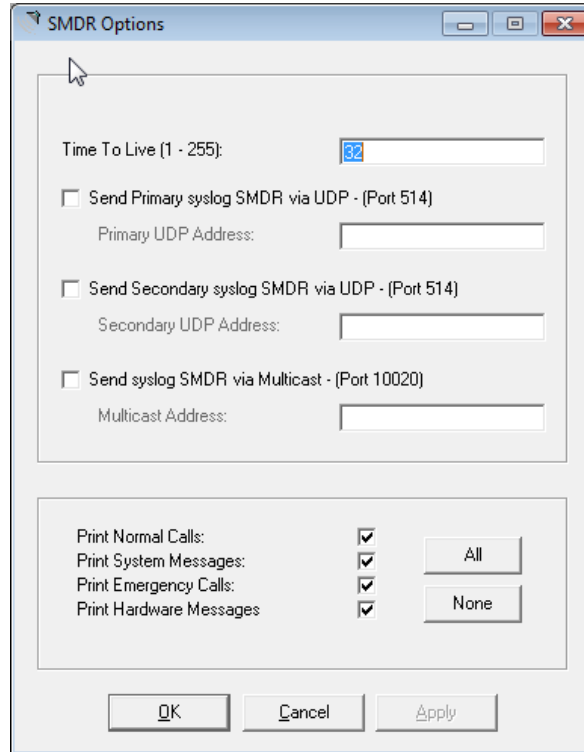 SMDR Options
Time To Live (1 - 255): 32
Send Primary syslog SMDR via UDP - (Port 514)
Primary UDP Address:
Send Secondary syslog SMDR via UDP - (Port 514)
Secondary UDP Address:
Send syslog SMDR via Multicast - (Port 10020)
Multicast Address:
Print Normal Calls:
Print System Messages:
All
Print Emergency Calls:
Print Hardware Messages
None
OK Cancel Apply